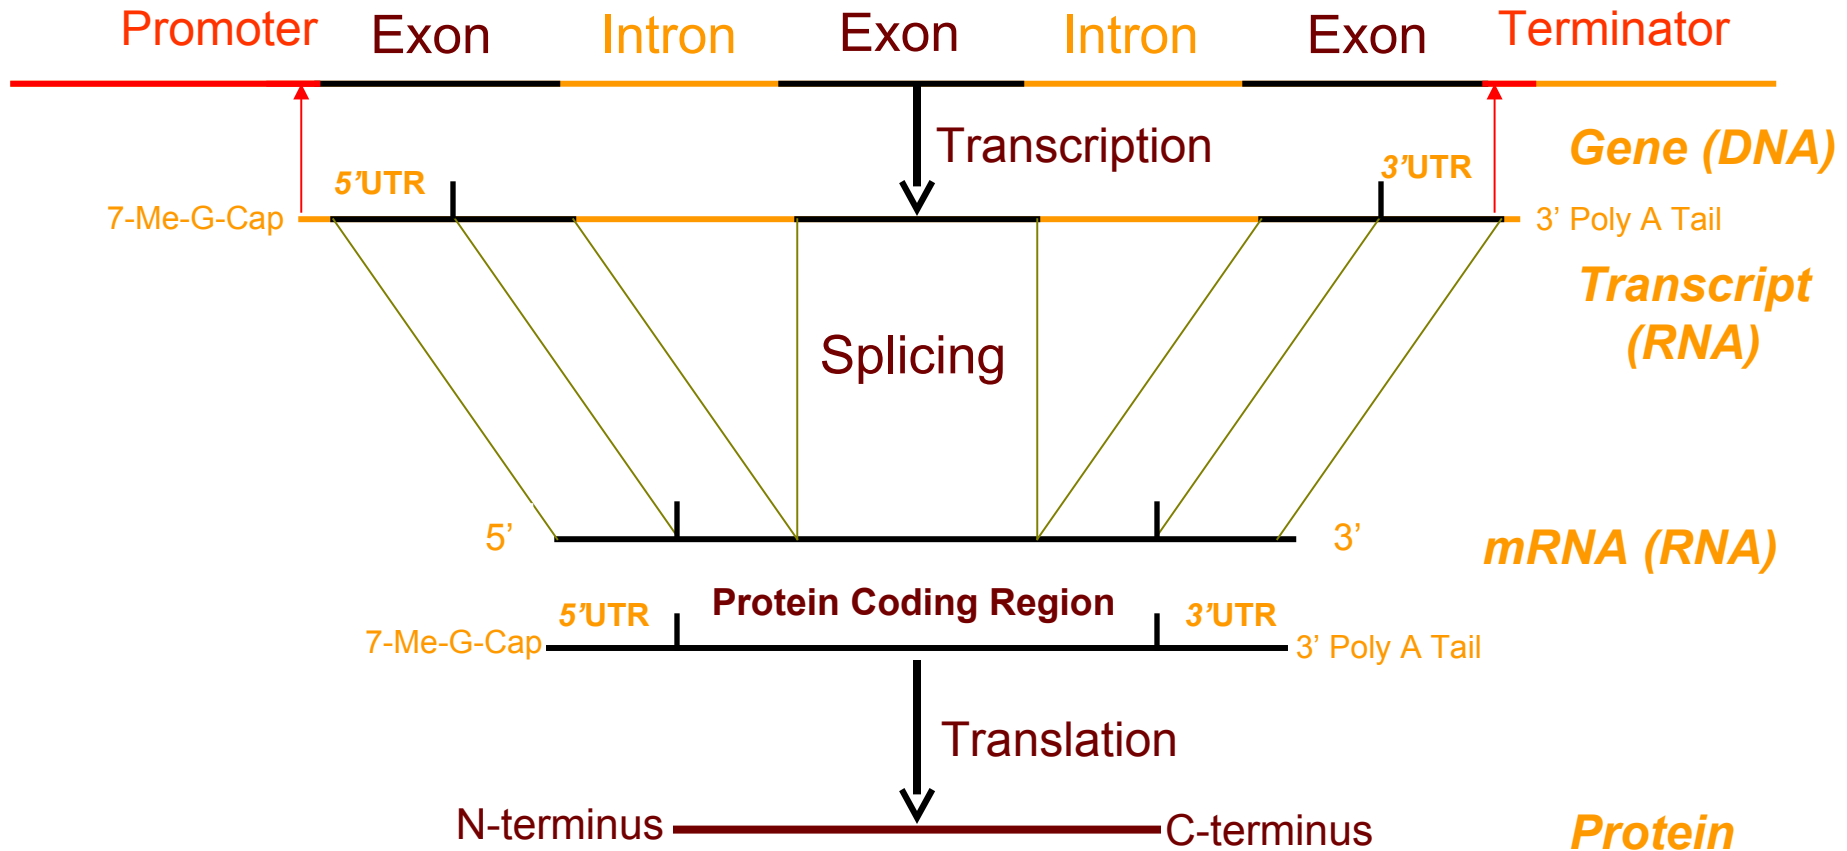 Promoter Exon Intron Exon Intron Exon Terminator
Transcription
Gene (DNA)
5’UTR
3’UTR
7-Me-G-Cap
3’ Poly A Tail
Transcript
(RNA)
Splicing
5’
3’
mRNA (RNA)
Protein Coding Region
5’UTR
3’UTR
7-Me-G-Cap
3’ Poly A Tail
Translation
N-terminus
C-terminus
Protein